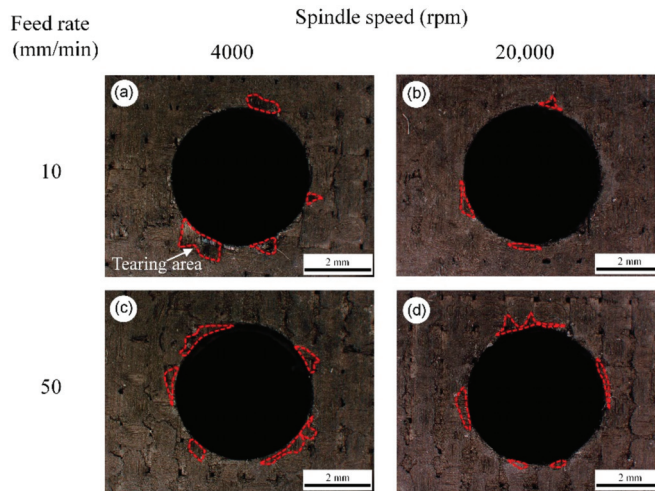 Feed rate
(mm/min)
Spindle speed (rpm)
4000
20,000
10
(a)
Tearing area
2 mm
(b)
2 mm
50
(c)
2 mm
(d)
2 mm